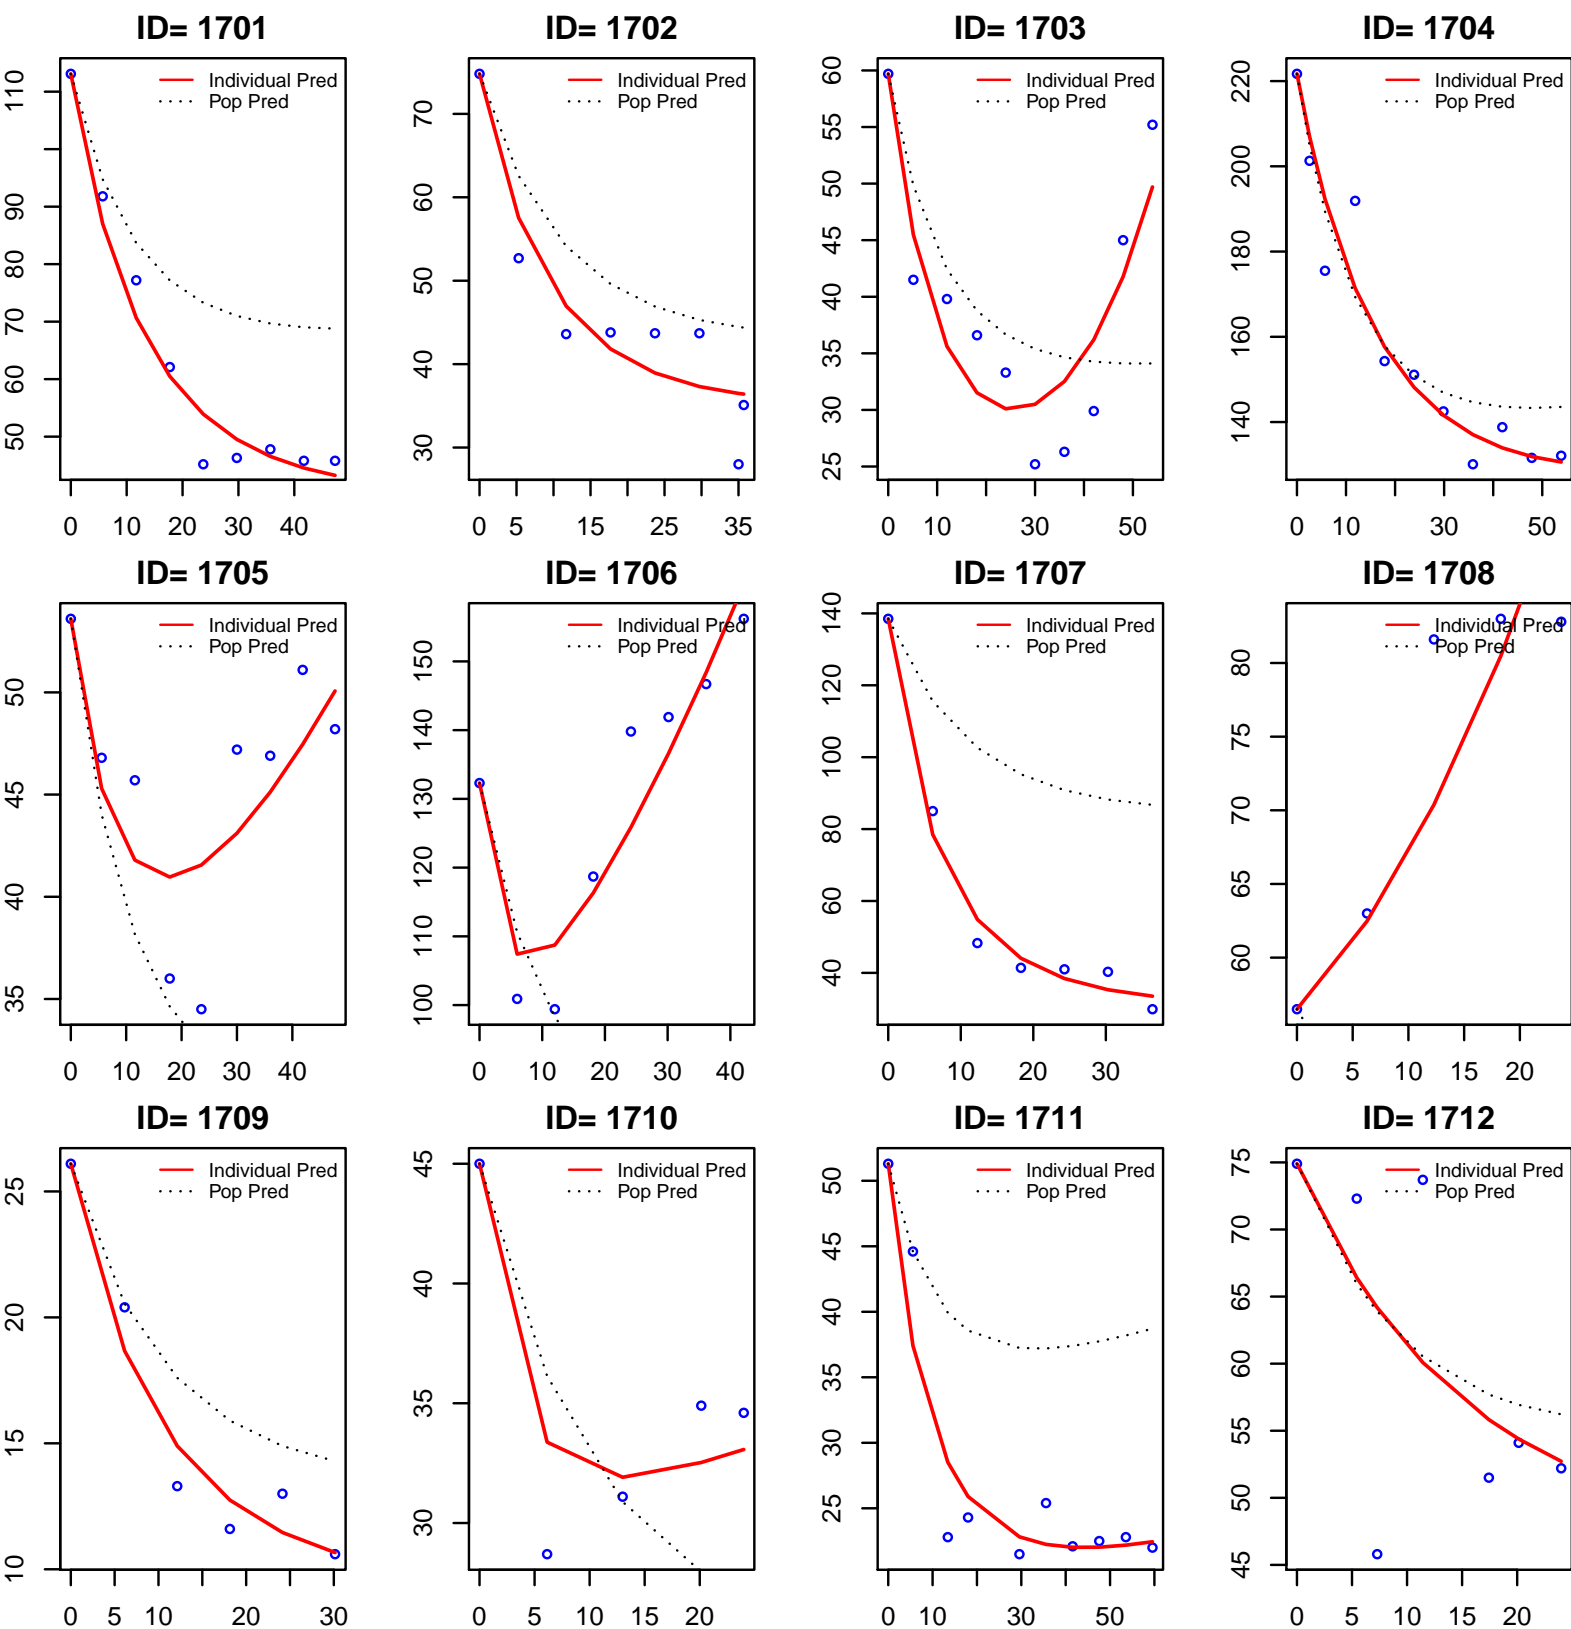 ID= 1701
Individual Pred
Pop Pred
50 60 70 80 90 110
0 10 20 30 40
ID= 1702
Individual Pred
Pop Pred
30 40 50 60 70
0 5 15 25 35
ID= 1703
Individual Pred
Pop Pred
25 30 35 40 45 50 55 60
0 10 30 50
ID= 1704
Individual Pred
Pop Pred
140 160 180 200 220
0 10 30 50
ID= 1705
Individual Pred
Pop Pred
35 40 45 50
0 10 20 30 40
ID= 1706
Individual Pred
Pop Pred
100 110 120 130 140 150
0 10 20 30 40
ID= 1707
Individual Pred
Pop Pred
40 60 80 100 120 140
0 10 20 30
ID= 1708
Individual Pred
Pop Pred
60 65 70 75 80
0 5 10 15 20
ID= 1709
Individual Pred
Pop Pred
10 15 20 25
0 5 10 20 30
ID= 1710
Individual Pred
Pop Pred
30 35 40 45
0 5 10 20
ID= 1711
Individual Pred
Pop Pred
25 30 35 40 45 50
0 10 30 50
ID= 1712
Individual Pred
Pop Pred
45 50 55 60 65 70 75
0 5 10 20